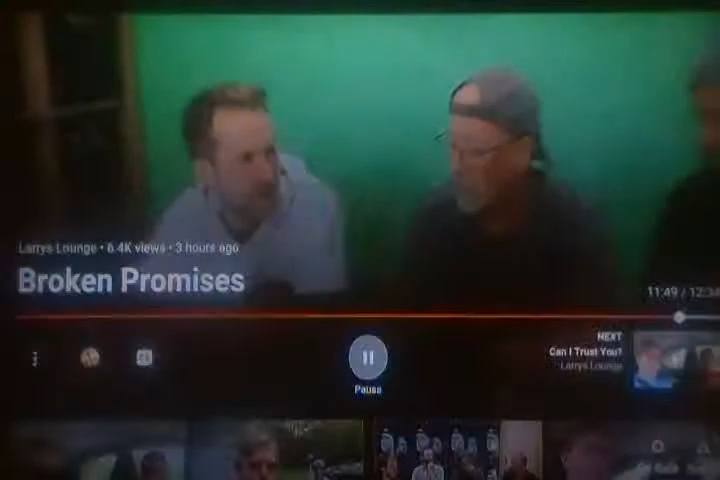 Larrys Lounge • 6.4K views • 3 hours ago
Broken Promises
11:49 / 12:34
NEXT
Can I Trust You?
Larrys Lounge
Pause